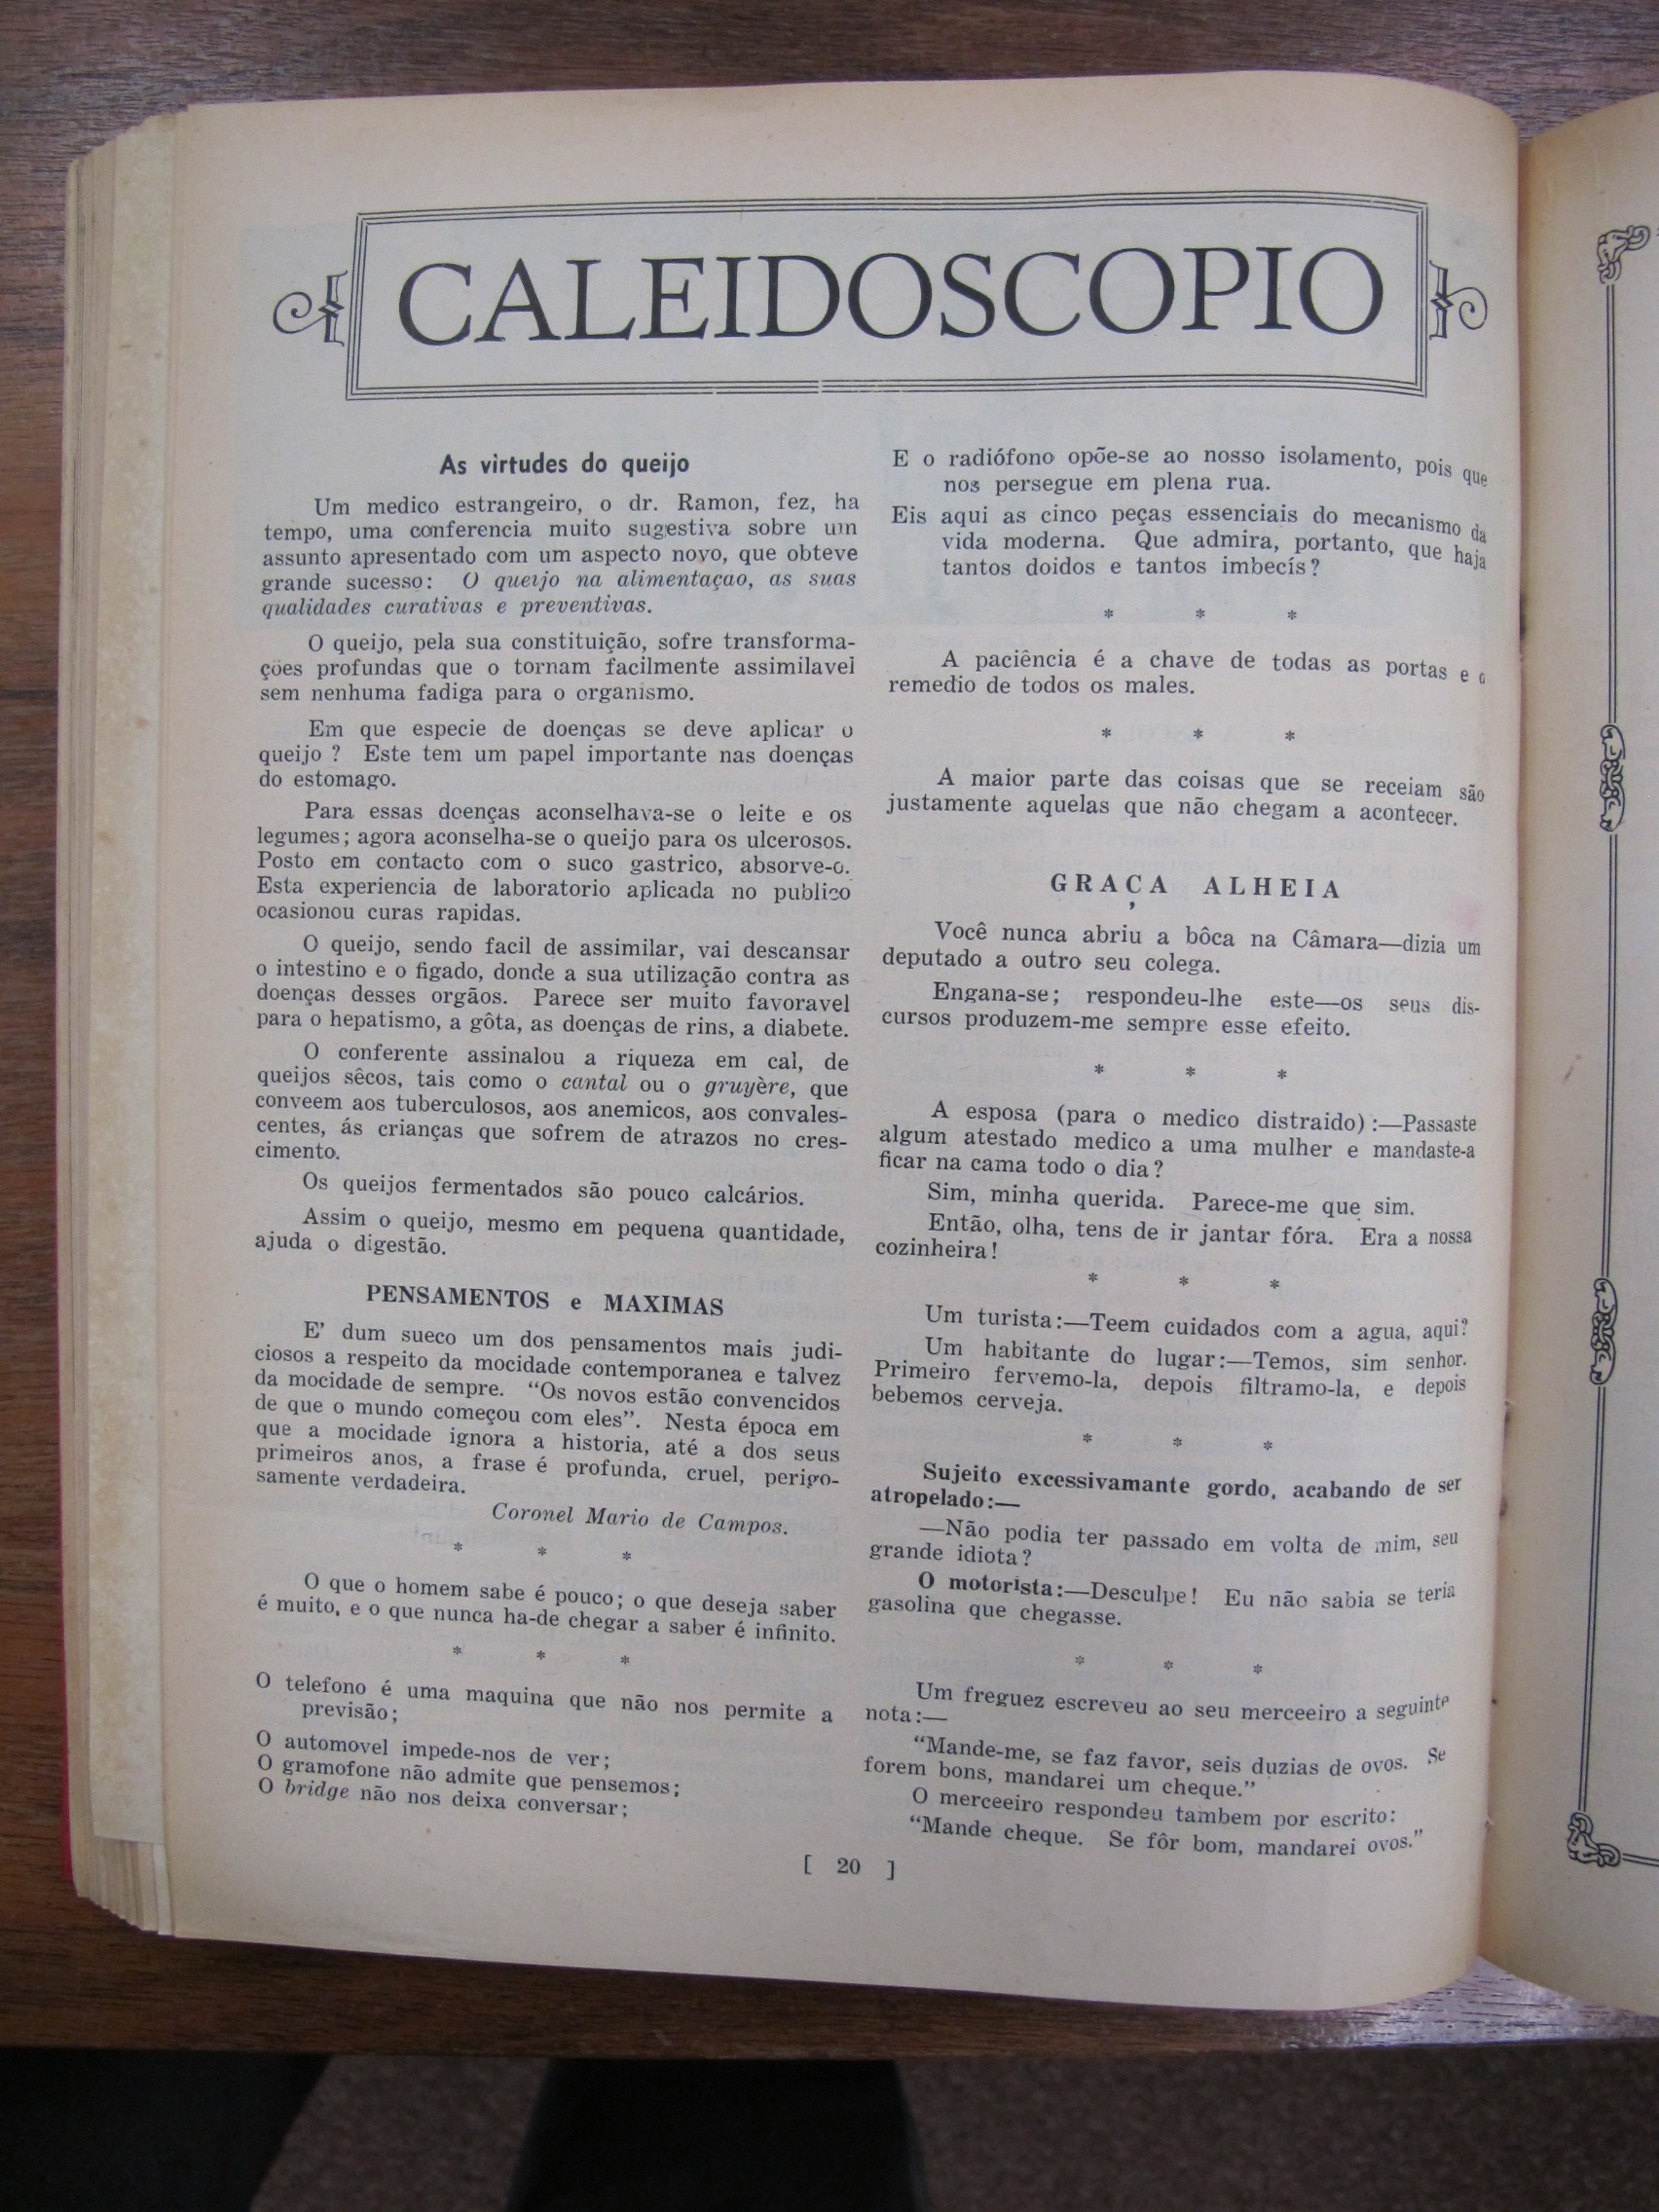 CALEIDOSCOPIO
As virtudes do queijo
Um medico estrangeiro, o dr. Ramon, fez, ha
tempo, uma conferencia muito sugestiva sobre um
assunto apresentado com um aspecto novo, que obteve
grande sucesso: O queijo na alimentação, as suas
qualidades curativas e preventivas.
O queijo, pela sua constituição, sofre transforma-
ções profundas que o tornam facilmente assimilavel
sem nenhuma fadiga para o organismo.
Em que especie de doenças se deve aplicar o
queijo ? Este tem um papel importante nas doenças
do estomago.
Para essas doenças aconselhava-se o leite e os
legumes; agora aconselha-se o queijo para os ulcerosos.
Posto em contacto com o suco gastrico, absorve-o.
Esta experiencia de laboratorio aplicada no publico
ocasionou curas rapidas.
O queijo, sendo facil de assimilar, vai descansar
o intestino e o figado, donde a sua utilização contra as
doenças desses orgãos. Parece ser muito favoravel
para o hepatismo, a gôta, as doenças de rins, a diabete.
O conferente assinalou a riqueza em cal, de
queijos sêcos, tais como o cantal ou o gruyère, que
conveem aos tuberculosos, aos anemicos, aos convales-
centes, ás crianças que sofrem de atrazos no cres-
cimento.
Os queijos fermentados são pouco calcários.
Assim o queijo, mesmo em pequena quantidade,
ajuda o digestão.
PENSAMENTOS e MAXIMAS
E' dum sueco um dos pensamentos mais judi-
ciosos a respeito da mocidade contemporanea e talvez
da mocidade de sempre. "Os novos estão convencidos
de que o mundo começou com eles". Nesta época em
que a mocidade ignora a historia, até a dos seus
primeiros anos, a frase é profunda, cruel, perigo-
samente verdadeira.
Coronel Mario de Campos.
* * *
O que o homem sabe é pouco; o que deseja saber
é muito, e o que nunca ha-de chegar a saber é infinito.
* * *
O telefono é uma maquina que não nos permite a
previsão;
O automovel impede-nos de ver;
O gramofone não admite que pensemos;
O bridge não nos deixa conversar;
E o radiófono opõe-se ao nosso isolamento, pois que
nos persegue em plena rua.
Eis aqui as cinco peças essenciais do mecanismo da
vida moderna. Que admira, portanto, que haja
tantos doidos e tantos imbecís?
* * *
A paciência é a chave de todas as portas e o
remedio de todos os males.
* * *
A maior parte das coisas que se receiam são
justamente aquelas que não chegam a acontecer.
GRAÇA ALHEIA
Você nunca abriu a bôca na Câmara—dizia um
deputado a outro seu colega.
Engana-se; respondeu-lhe este—os seus dis-
cursos produzem-me sempre esse efeito.
* * *
A esposa (para o medico distraido):—Passaste
algum atestado medico a uma mulher e mandaste-a
ficar na cama todo o dia?
Sim, minha querida. Parece-me que sim.
Então, olha, tens de ir jantar fóra. Era a nossa
cozinheira!
* * *
Um turista:—Teem cuidados com a agua, aqui?
Um habitante do lugar:—Temos, sim senhor.
Primeiro fervemo-la, depois filtramo-la, e depois
bebemos cerveja.
* * *
Sujeito excessivamante gordo, acabando de ser
atropelado:—
—Não podia ter passado em volta de mim, seu
grande idiota?
O motorista:—Desculpe! Eu não sabia se teria
gasolina que chegasse.
* * *
Um freguez escreveu ao seu merceeiro a seguinte
nota:—
"Mande-me, se faz favor, seis duzias de ovos. Se
forem bons, mandarei um cheque."
O merceeiro respondeu tambem por escrito:
"Mande cheque. Se fôr bom, mandarei ovos."
[ 20 ]